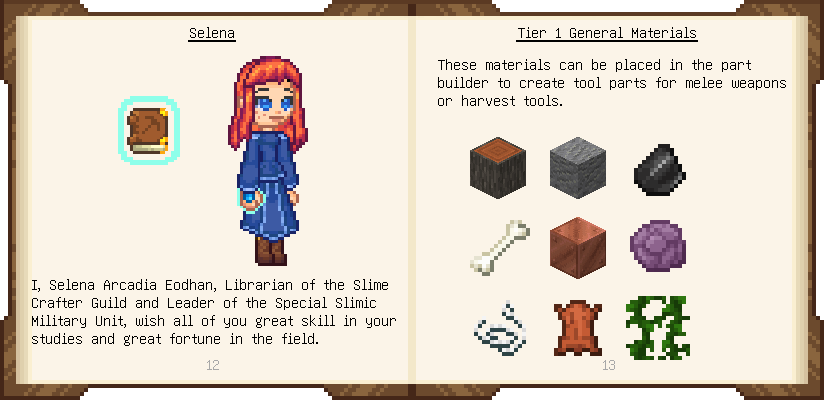 Selena
I, Selena Arcadia Eodhan, Librarian of the Slime
Crafter Guild and Leader of the Special Slimic
Military Unit, wish all of you great skill in your
studies and great fortune in the field.
12
Tier 1 General Materials
These materials can be placed in the part
builder to create tool parts for melee weapons
or harvest tools.
13